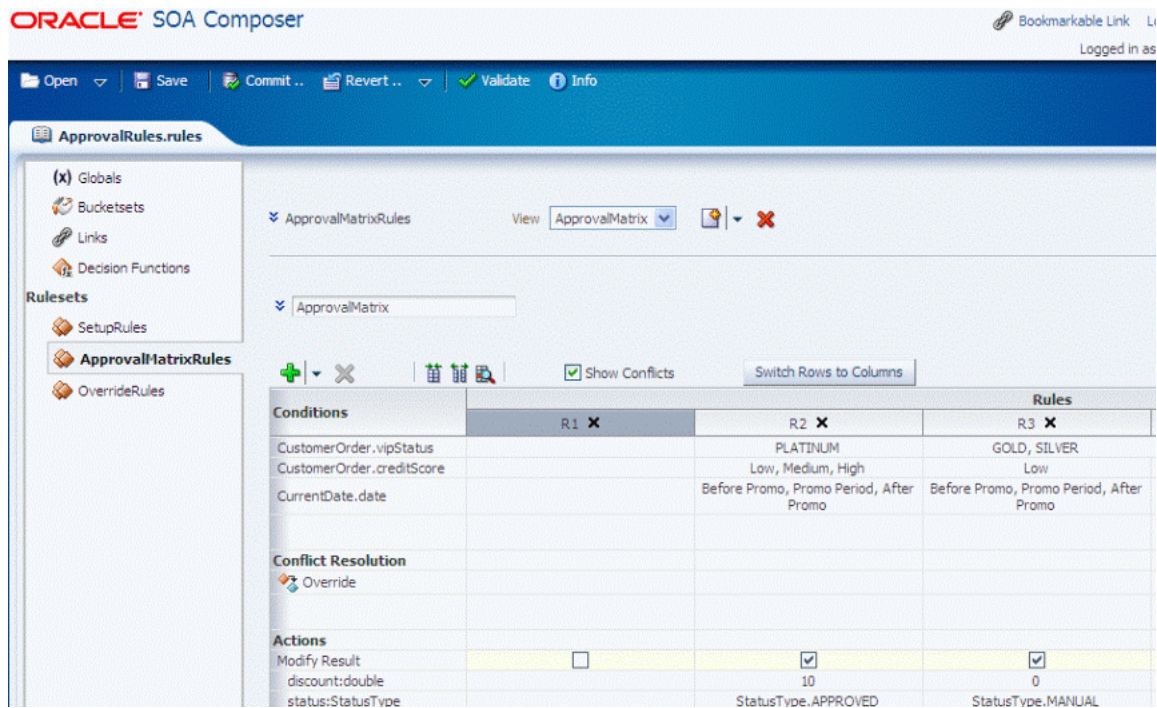 ORACLE SOA Composer
Bookmarkable Link
Logged in as
Open Save Commit .. Revert .. Validate Info
ApprovalRules.rules
(x) Globals
Bucketsets
Links
Decision Functions
Rulesets
SetupRules
ApprovalMatrixRules
OverrideRules
ApprovalMatrixRules View ApprovalMatrix
ApprovalMatrix
Show Conflicts Switch Rows to Columns
Conditions Rules
R1 R2 R3
CustomerOrder.vipStatus PLATINUM GOLD, SILVER
CustomerOrder.creditScore Low, Medium, High Low
CurrentDate.date Before Promo, Promo Period, After Promo Before Promo, Promo Period, After Promo
Conflict Resolution
Override
Actions
Modify Result
discount:double 10 0
status:StatusType StatusType.APPROVED StatusType.MANUAL